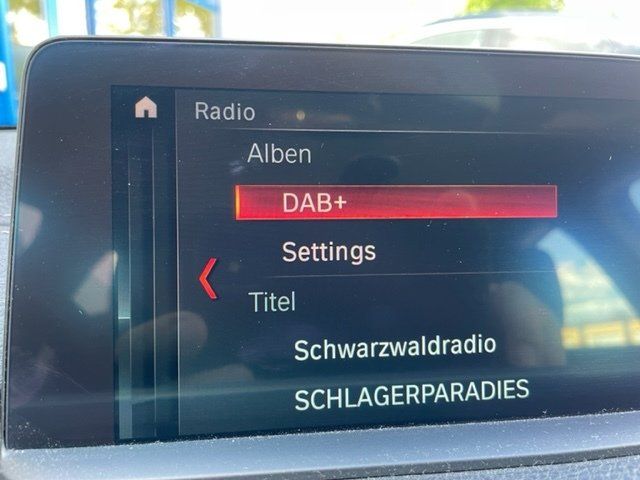 Radio
Alben
DAB+
Settings
Titel
Schwarzwaldradio
SCHLAGERPARADIES